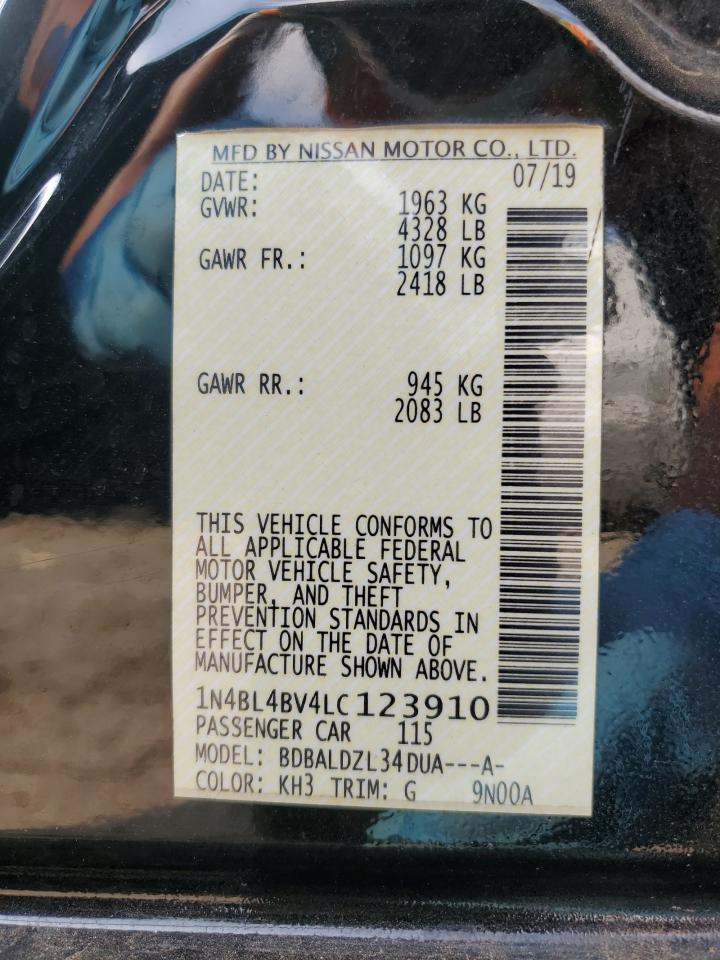 MFD BY NISSAN MOTOR CO., LTD.
DATE: 07/19
GVWR: 1963 KG
4328 LB
GAWR FR.: 1097 KG
2418 LB
GAWR RR.: 945 KG
2083 LB
THIS VEHICLE CONFORMS TO
ALL APPLICABLE FEDERAL
MOTOR VEHICLE SAFETY,
BUMPER, AND THEFT
PREVENTION STANDARDS IN
EFFECT ON THE DATE OF
MANUFACTURE SHOWN ABOVE.
1N4BL4BV4LC123910
PASSENGER CAR 115
MODEL: BDBALDZL34DUA---A-
COLOR: KH3 TRIM: G 9N00A